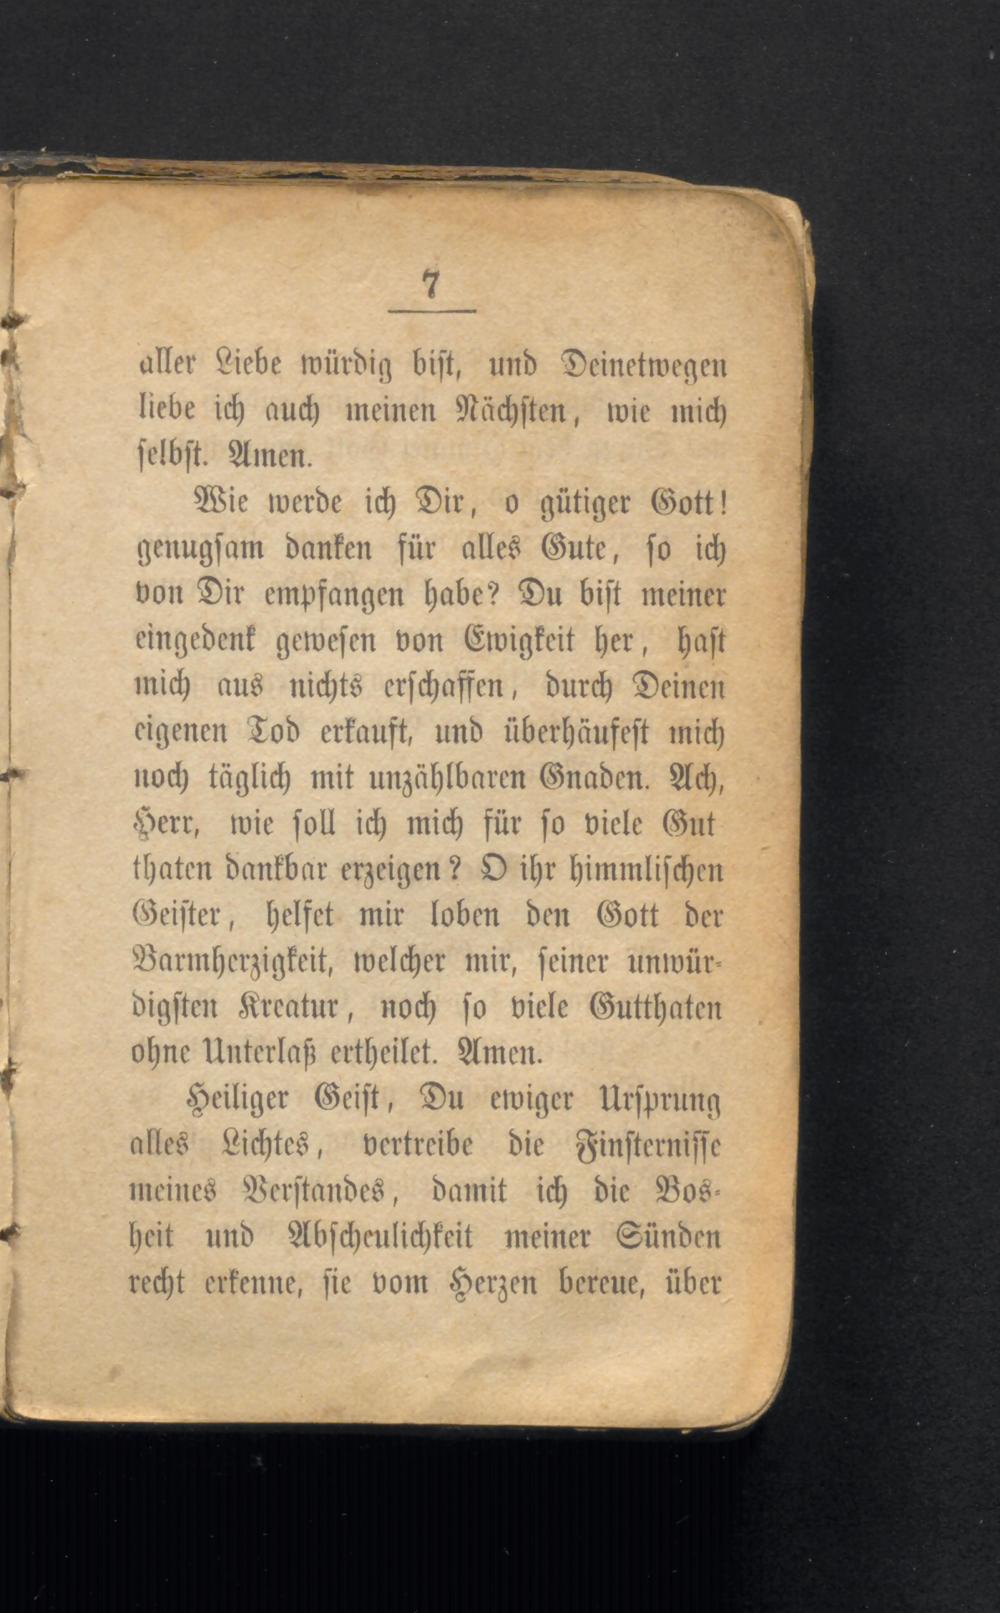 7
aller Liebe würdig bist, und Deinetwegen
liebe ich auch meinen Nächsten, wie mich
selbst. Amen.
Wie werde ich Dir, o gütiger Gott!
genugsam danken für alles Gute, so ich
von Dir empfangen habe? Du bist meiner
eingedenk gewesen von Ewigkeit her, hast
mich aus nichts erschaffen, durch Deinen
eigenen Tod erkauft, und überhäufest mich
noch täglich mit unzählbaren Gnaden. Ach,
Herr, wie soll ich mich für so viele Gut
thaten dankbar erzeigen? O ihr himmlischen
Geister, helfet mir loben den Gott der
Barmherzigkeit, welcher mir, seiner unwür-
digsten Kreatur, noch so viele Gutthaten
ohne Unterlaß ertheilet. Amen.
Heiliger Geist, Du ewiger Ursprung
alles Lichtes, vertreibe die Finsternisse
meines Verstandes, damit ich die Bos-
heit und Abscheulichkeit meiner Sünden
recht erkenne, sie vom Herzen bereue, über